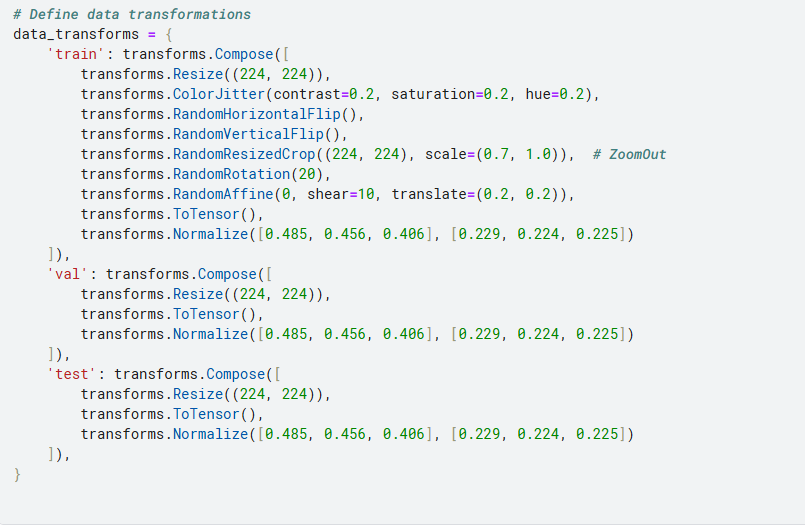 # Define data transformations
data_transforms = {
    'train': transforms.Compose([
        transforms.Resize((224, 224)),
        transforms.ColorJitter(contrast=0.2, saturation=0.2, hue=0.2),
        transforms.RandomHorizontalFlip(),
        transforms.RandomVerticalFlip(),
        transforms.RandomResizedCrop((224, 224), scale=(0.7, 1.0)),  # ZoomOut
        transforms.RandomRotation(20),
        transforms.RandomAffine(0, shear=10, translate=(0.2, 0.2)),
        transforms.ToTensor(),
        transforms.Normalize([0.485, 0.456, 0.406], [0.229, 0.224, 0.225])
    ]),
    'val': transforms.Compose([
        transforms.Resize((224, 224)),
        transforms.ToTensor(),
        transforms.Normalize([0.485, 0.456, 0.406], [0.229, 0.224, 0.225])
    ]),
    'test': transforms.Compose([
        transforms.Resize((224, 224)),
        transforms.ToTensor(),
        transforms.Normalize([0.485, 0.456, 0.406], [0.229, 0.224, 0.225])
    ]),
}